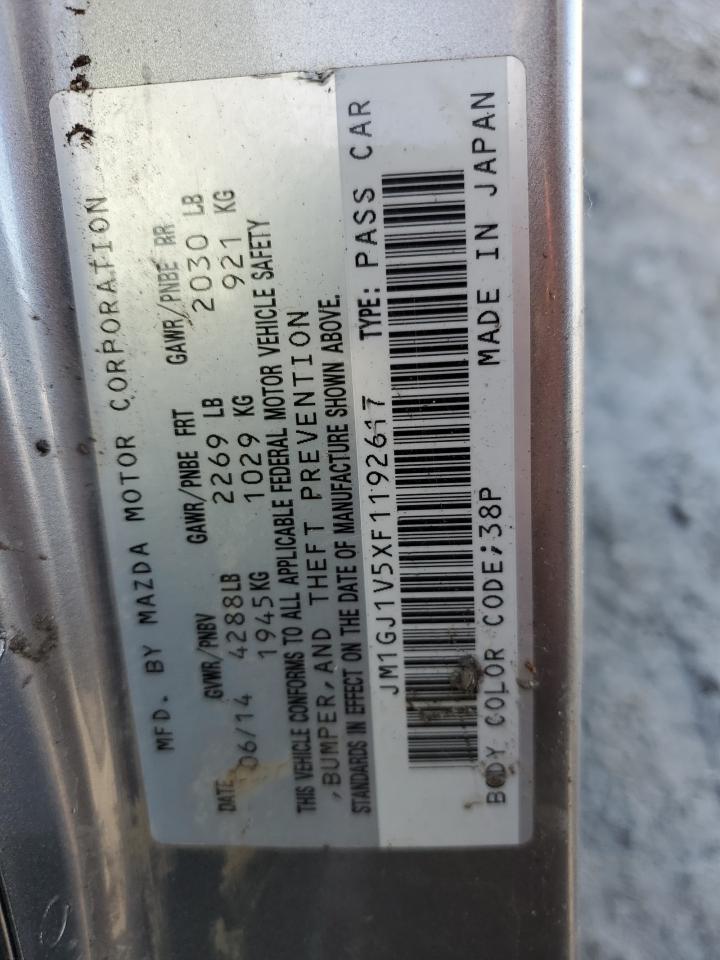 MFD. BY MAZDA MOTOR CORPORATION
DATE GVWR/PNBV GAWR/PNBE FRT GAWR/PNBE RR
06/14 4288LB 2269 LB 2030 LB
1945KG 1029 KG 921 KG
THIS VEHICLE CONFORMS TO ALL APPLICABLE FEDERAL MOTOR VEHICLE SAFETY
,BUMPER,AND THEFT PREVENTION
STANDARDS IN EFFECT ON THE DATE OF MANUFACTURE SHOWN ABOVE.
JM1GJ1V5XF1192617 TYPE: PASS CAR
BODY COLOR CODE;38P MADE IN JAPAN